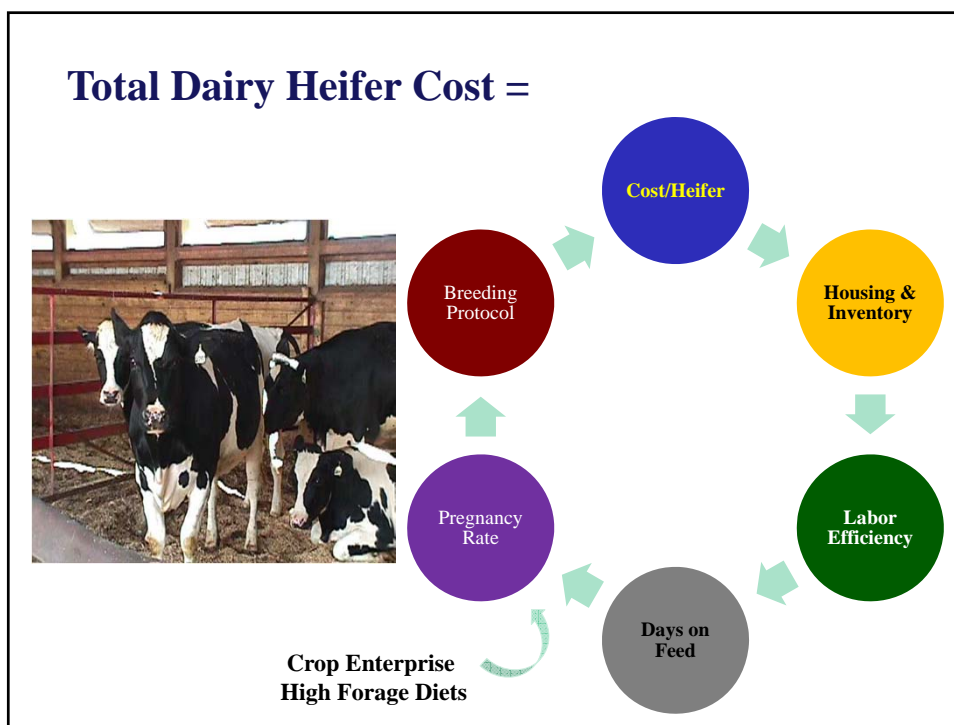 Total Dairy Heifer Cost =
Cost/Heifer
Housing &
Inventory
Labor
Efficiency
Days on
Feed
Pregnancy
Rate
Breeding
Protocol
Crop Enterprise
High Forage Diets